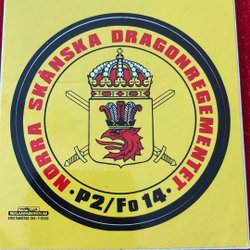 NORRA SKÅNSKA DRAGONREGEMENTET
· P2/Fo 14 ·